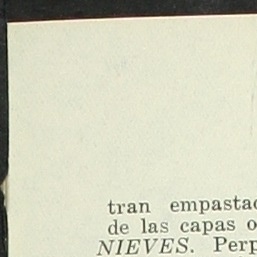 tran empastad
de las capas o
NIEVES. Perp